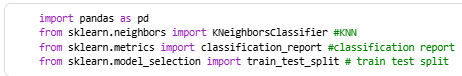 import pandas as pd
from sklearn.neighbors import KNeighborsClassifier #KNN
from sklearn.metrics import classification_report #classification report
from sklearn.model_selection import train_test_split # train test split